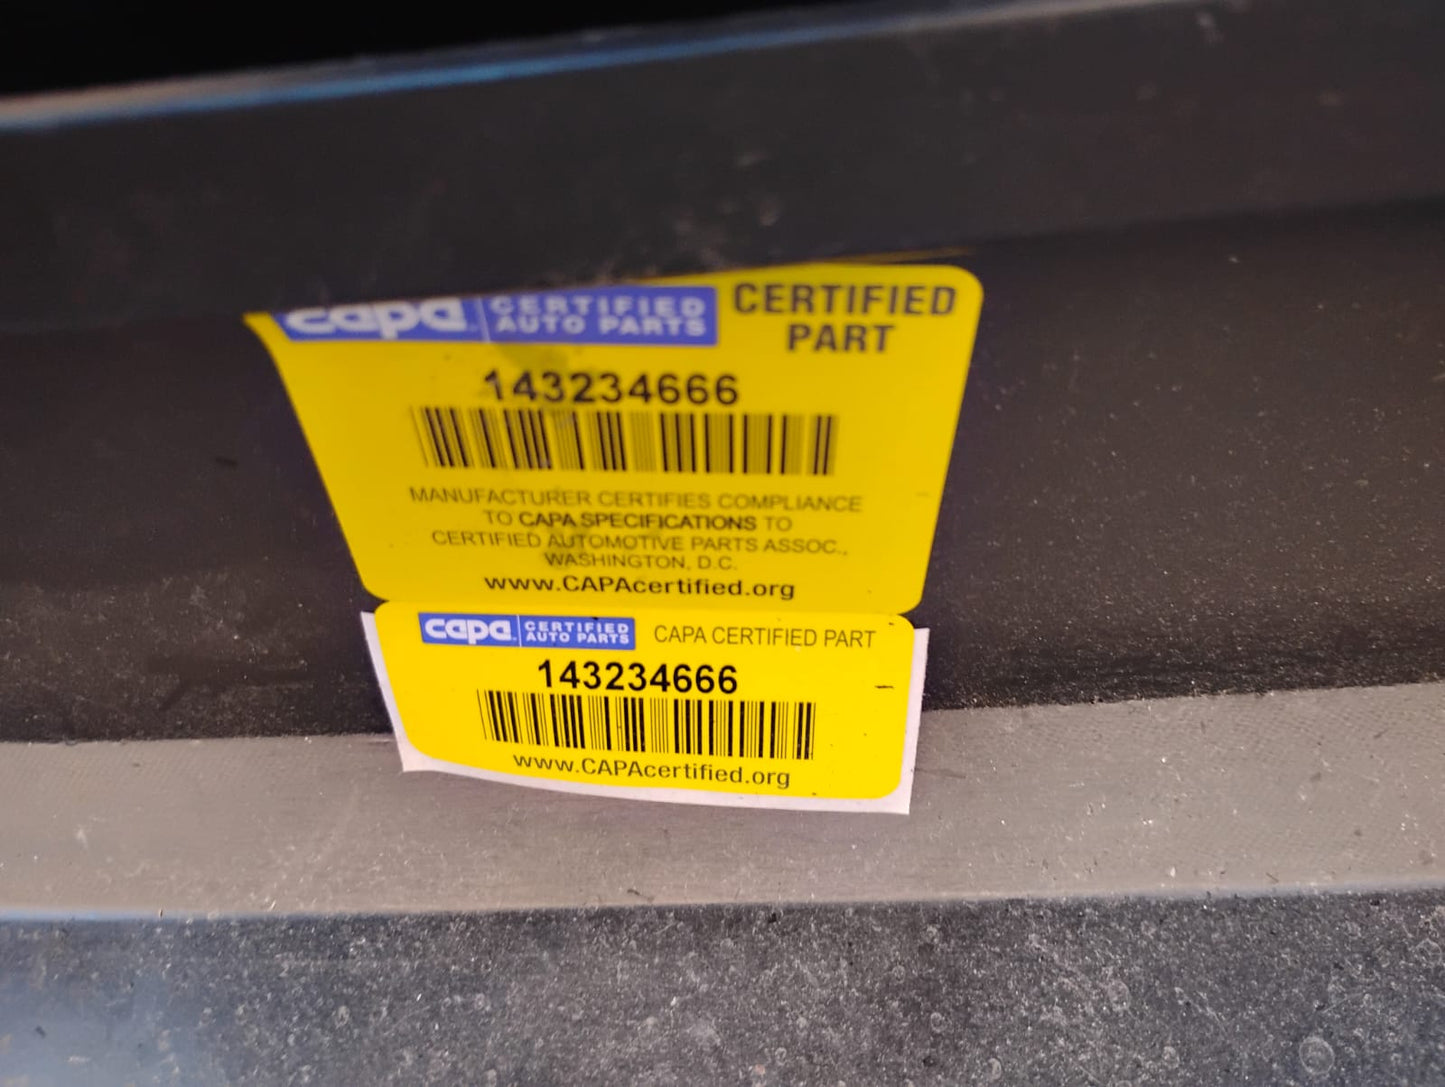 capa CERTIFIED AUTO PARTS
CERTIFIED PART
143234666
MANUFACTURER CERTIFIES COMPLIANCE
TO CAPA SPECIFICATIONS TO
CERTIFIED AUTOMOTIVE PARTS ASSOC.,
WASHINGTON, D.C.
www.CAPAcertified.org
capa CERTIFIED AUTO PARTS CAPA CERTIFIED PART
143234666
www.CAPAcertified.org